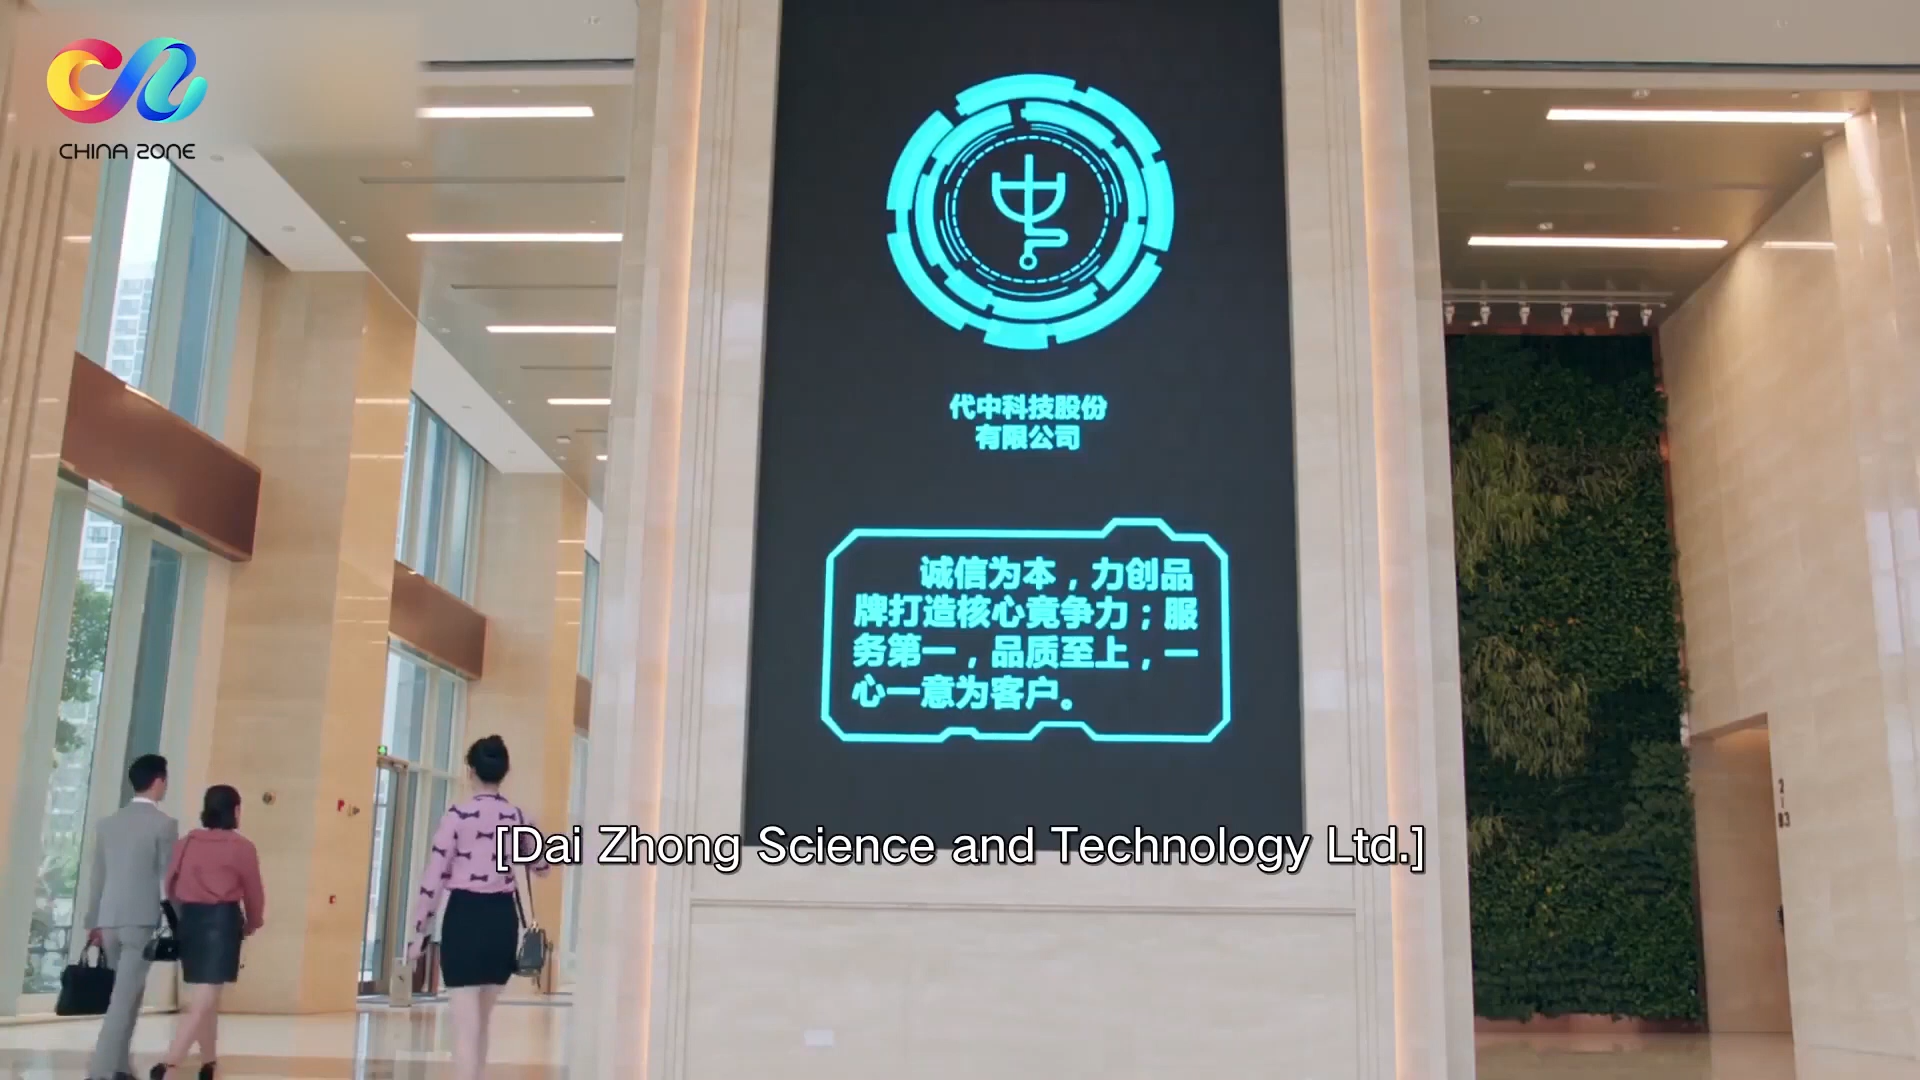 CHINA ZONE
代中科技股份
有限公司
诚信为本，力创品
牌打造核心竟争力；服
务第一，品质至上，一
心一意为客户。
[Dai Zhong Science and Technology Ltd.]